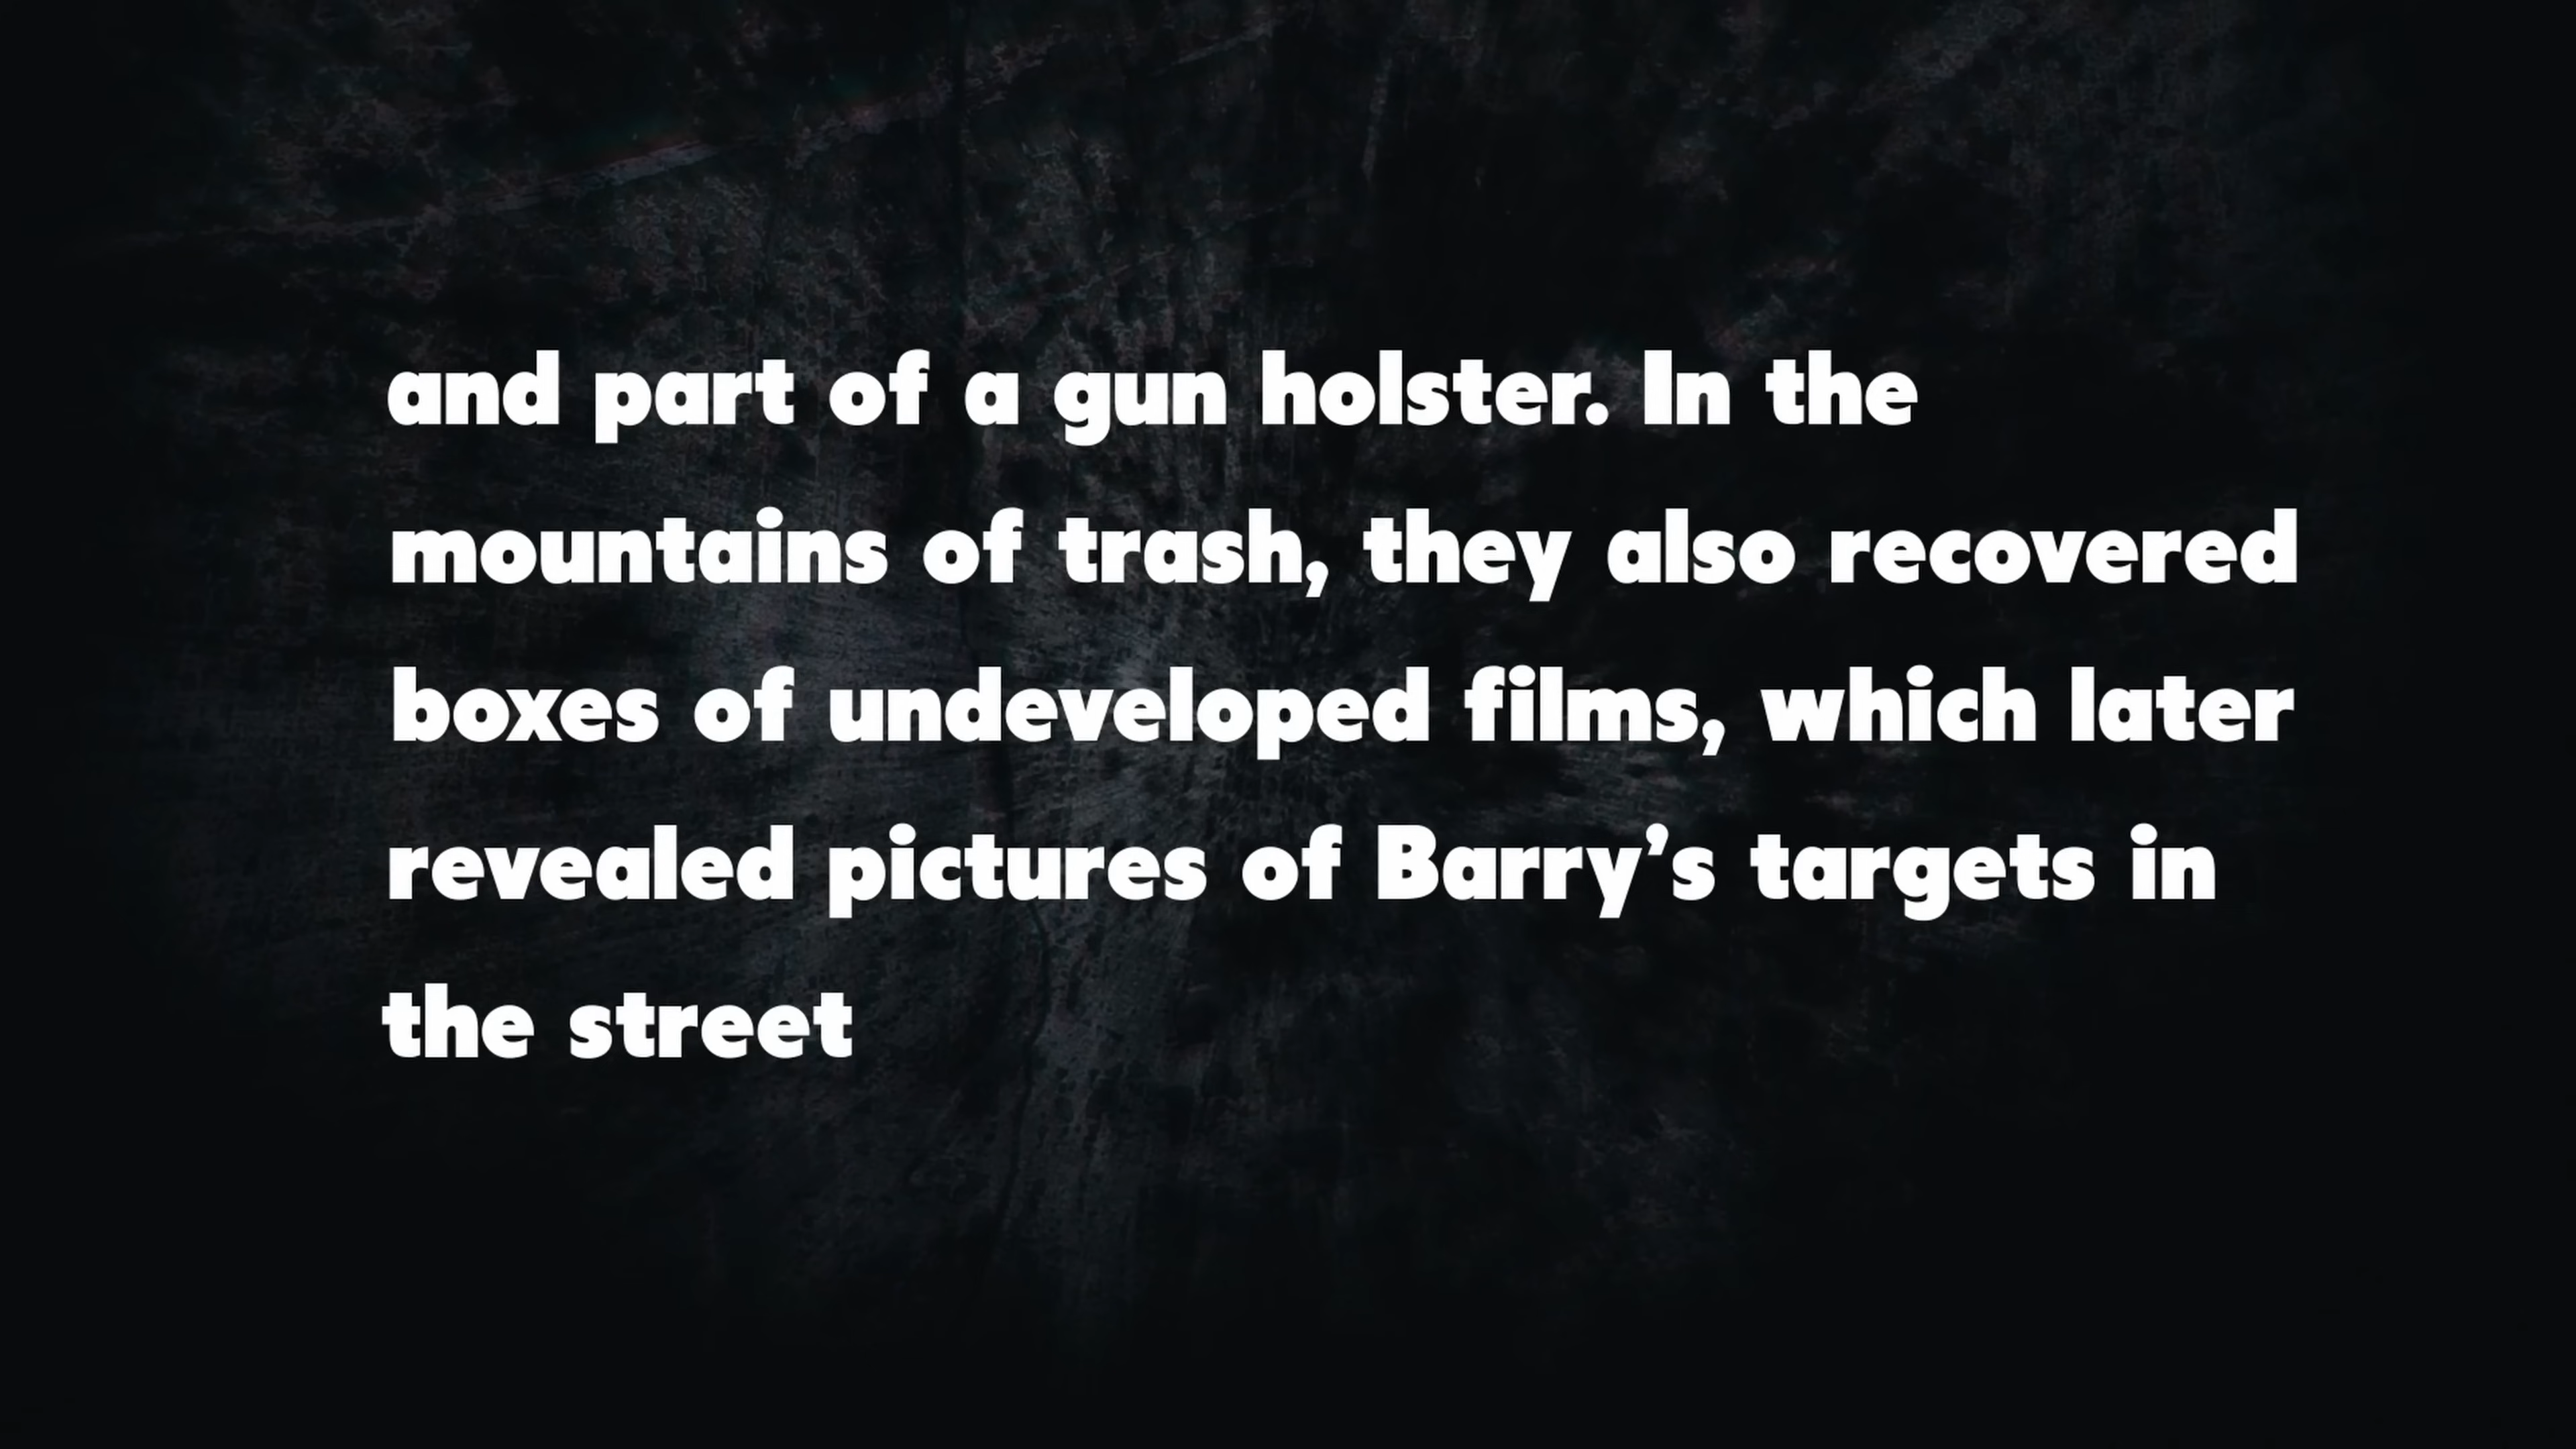 and part of a gun holster. In the
mountains of trash, they also recovered
boxes of undeveloped films, which later
revealed pictures of Barry’s targets in
the street